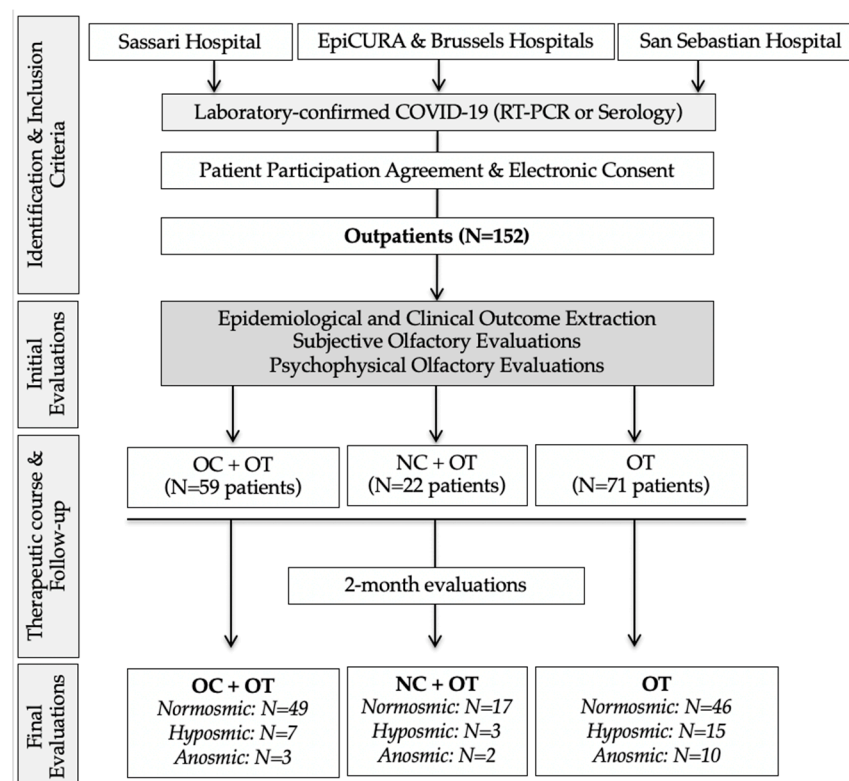 Identification & Inclusion
Criteria
Sassari Hospital
EpiCURA & Brussels Hospitals
San Sebastian Hospital
Laboratory-confirmed COVID-19 (RT-PCR or Serology)
Patient Participation Agreement & Electronic Consent
Outpatients (N=152)
Initial
Evaluations
Epidemiological and Clinical Outcome Extraction
Subjective Olfactory Evaluations
Psychophysical Olfactory Evaluations
Therapeutic course &
Follow-up
OC + OT
(N=59 patients)
NC + OT
(N=22 patients)
OT
(N=71 patients)
2-month evaluations
Final
Evaluations
OC + OT
Normosmic: N=49
Hyposmic: N=7
Anosmic: N=3
NC + OT
Normosmic: N=17
Hyposmic: N=3
Anosmic: N=2
OT
Normosmic: N=46
Hyposmic: N=15
Anosmic: N=10